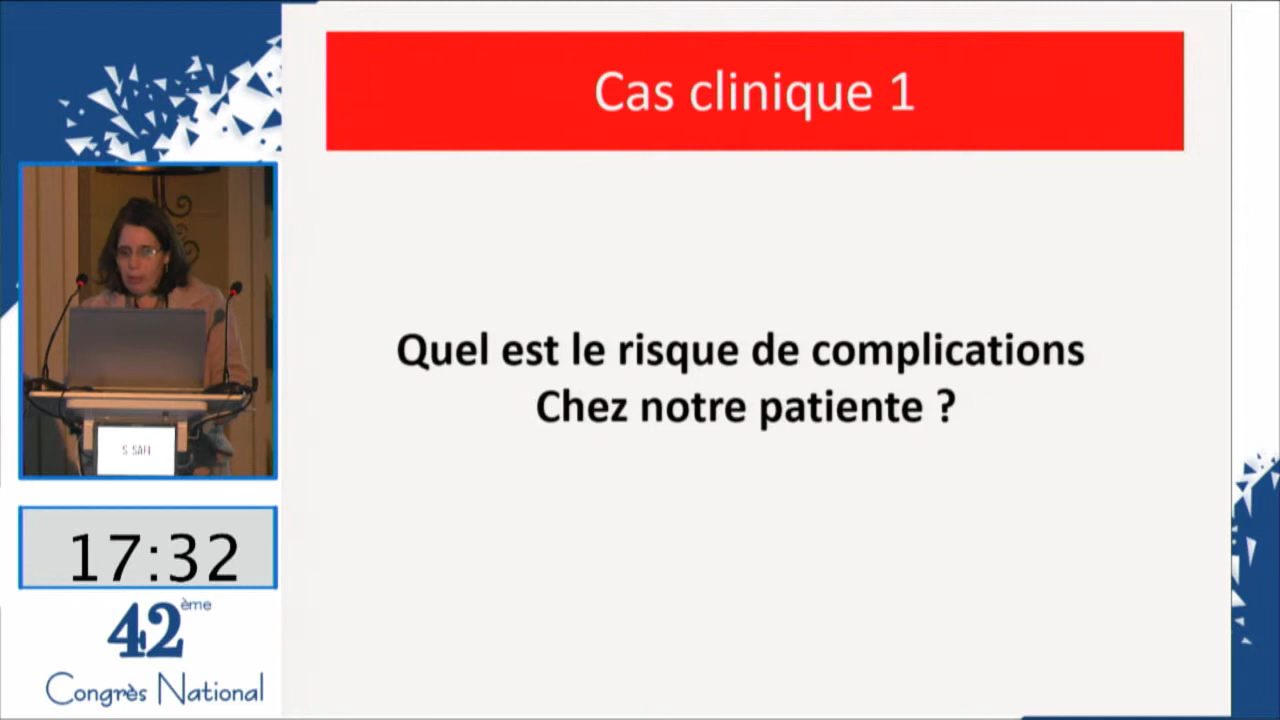 Cas clinique 1
Quel est le risque de complications
Chez notre patiente ?
17:32
42ème
Congrès National